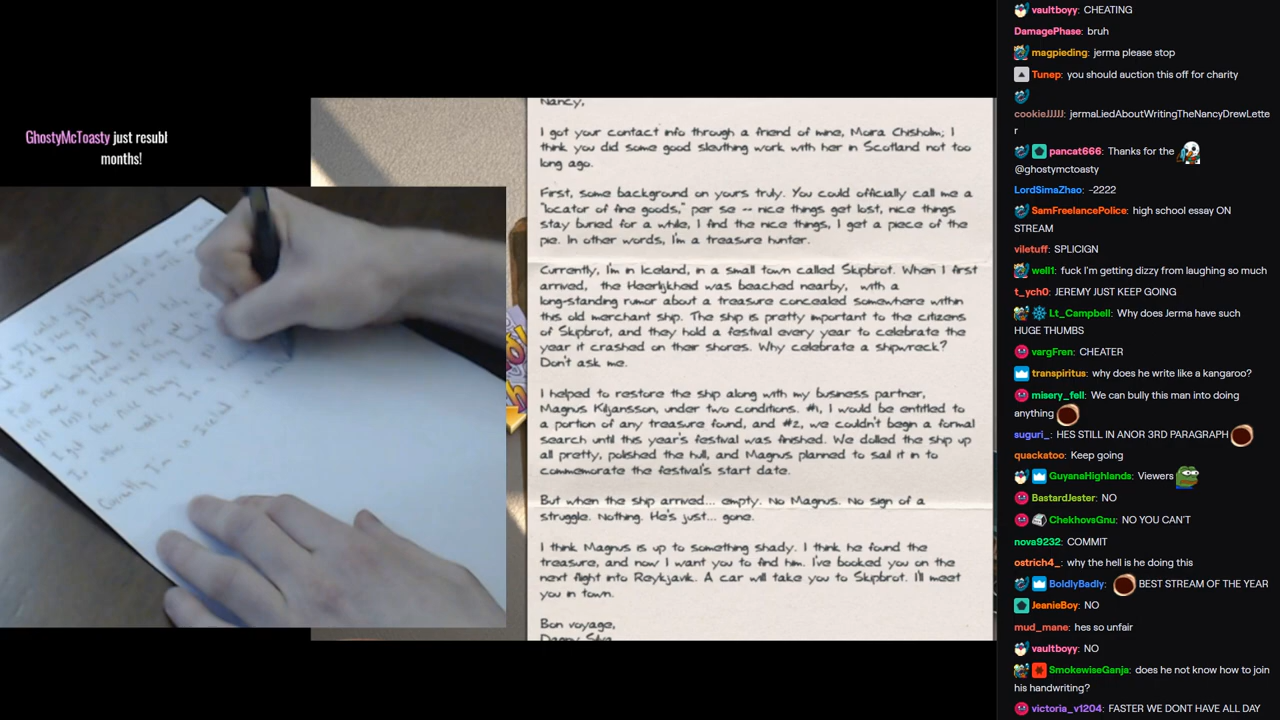 GhostyMcToasty just resubl
months!
Nancy,
I got your contact info through a friend of mine, Moira Chisholm; I
think you did some good sleuthing work with her in Scotland not too
long ago.
First, some background on yours truly. You could officially call me a
"locator of fine goods," per se -- nice things get lost, nice things
stay buried for a while, I find the nice things, I get a piece of the
pie. In other words, I'm a treasure hunter.
Currently, I'm in Iceland, in a small town called Skipbrot. When I first
arrived, the Heerlijkheid was beached nearby, with a
long-standing rumor about a treasure concealed somewhere within
this old merchant ship. The ship is pretty important to the citizens
of Skipbrot, and they hold a festival every year to celebrate the
year it crashed on their shores. Why celebrate a shipwreck?
Don't ask me.
I helped to restore the ship along with my business partner,
Magnus Kiljansson, under two conditions. #1, I would be entitled to
a portion of any treasure found, and #2, we couldn't begin a formal
search until this year's festival was finished. We dolled the ship up
all pretty, polished the hull, and Magnus planned to sail it in to
commemorate the festival's start date.
But when the ship arrived... empty. No Magnus. No sign of a
struggle. Nothing. He's just... gone.
I think Magnus is up to something shady. I think he found the
treasure, and now I want you to find him. I've booked you on the
next flight into Reykjavik. A car will take you to Skipbrot. I'll meet
you in town.
Bon voyage,
Dagny Silva
vaultboyy: CHEATING
DamagePhase: bruh
magpieding: jerma please stop
Tunep: you should auction this off for charity
cookieJJJJJ: jermaLiedAboutWritingTheNancyDrewLette
r
pancat666: Thanks for the
@ghostymctoasty
LordSimaZhao: -2222
SamFreelancePolice: high school essay ON
STREAM
viletuff: SPLICIGN
well1: fuck I'm getting dizzy from laughing so much
t_ych0: JEREMY JUST KEEP GOING
Lt_Campbell: Why does Jerma have such
HUGE THUMBS
vargFren: CHEATER
transpiritus: why does he write like a kangaroo?
misery_fell: We can bully this man into doing
anything
suguri_: HES STILL IN ANOR 3RD PARAGRAPH
quackatoo: Keep going
GuyanaHighlands: Viewers
BastardJester: NO
ChekhovsGnu: NO YOU CAN'T
nova9232: COMMIT
ostrich4_: why the hell is he doing this
BoldlyBadly: BEST STREAM OF THE YEAR
JeanieBoy: NO
mud_mane: hes so unfair
vaultboyy: NO
SmokewiseGanja: does he not know how to join
his handwriting?
victoria_v1204: FASTER WE DONT HAVE ALL DAY